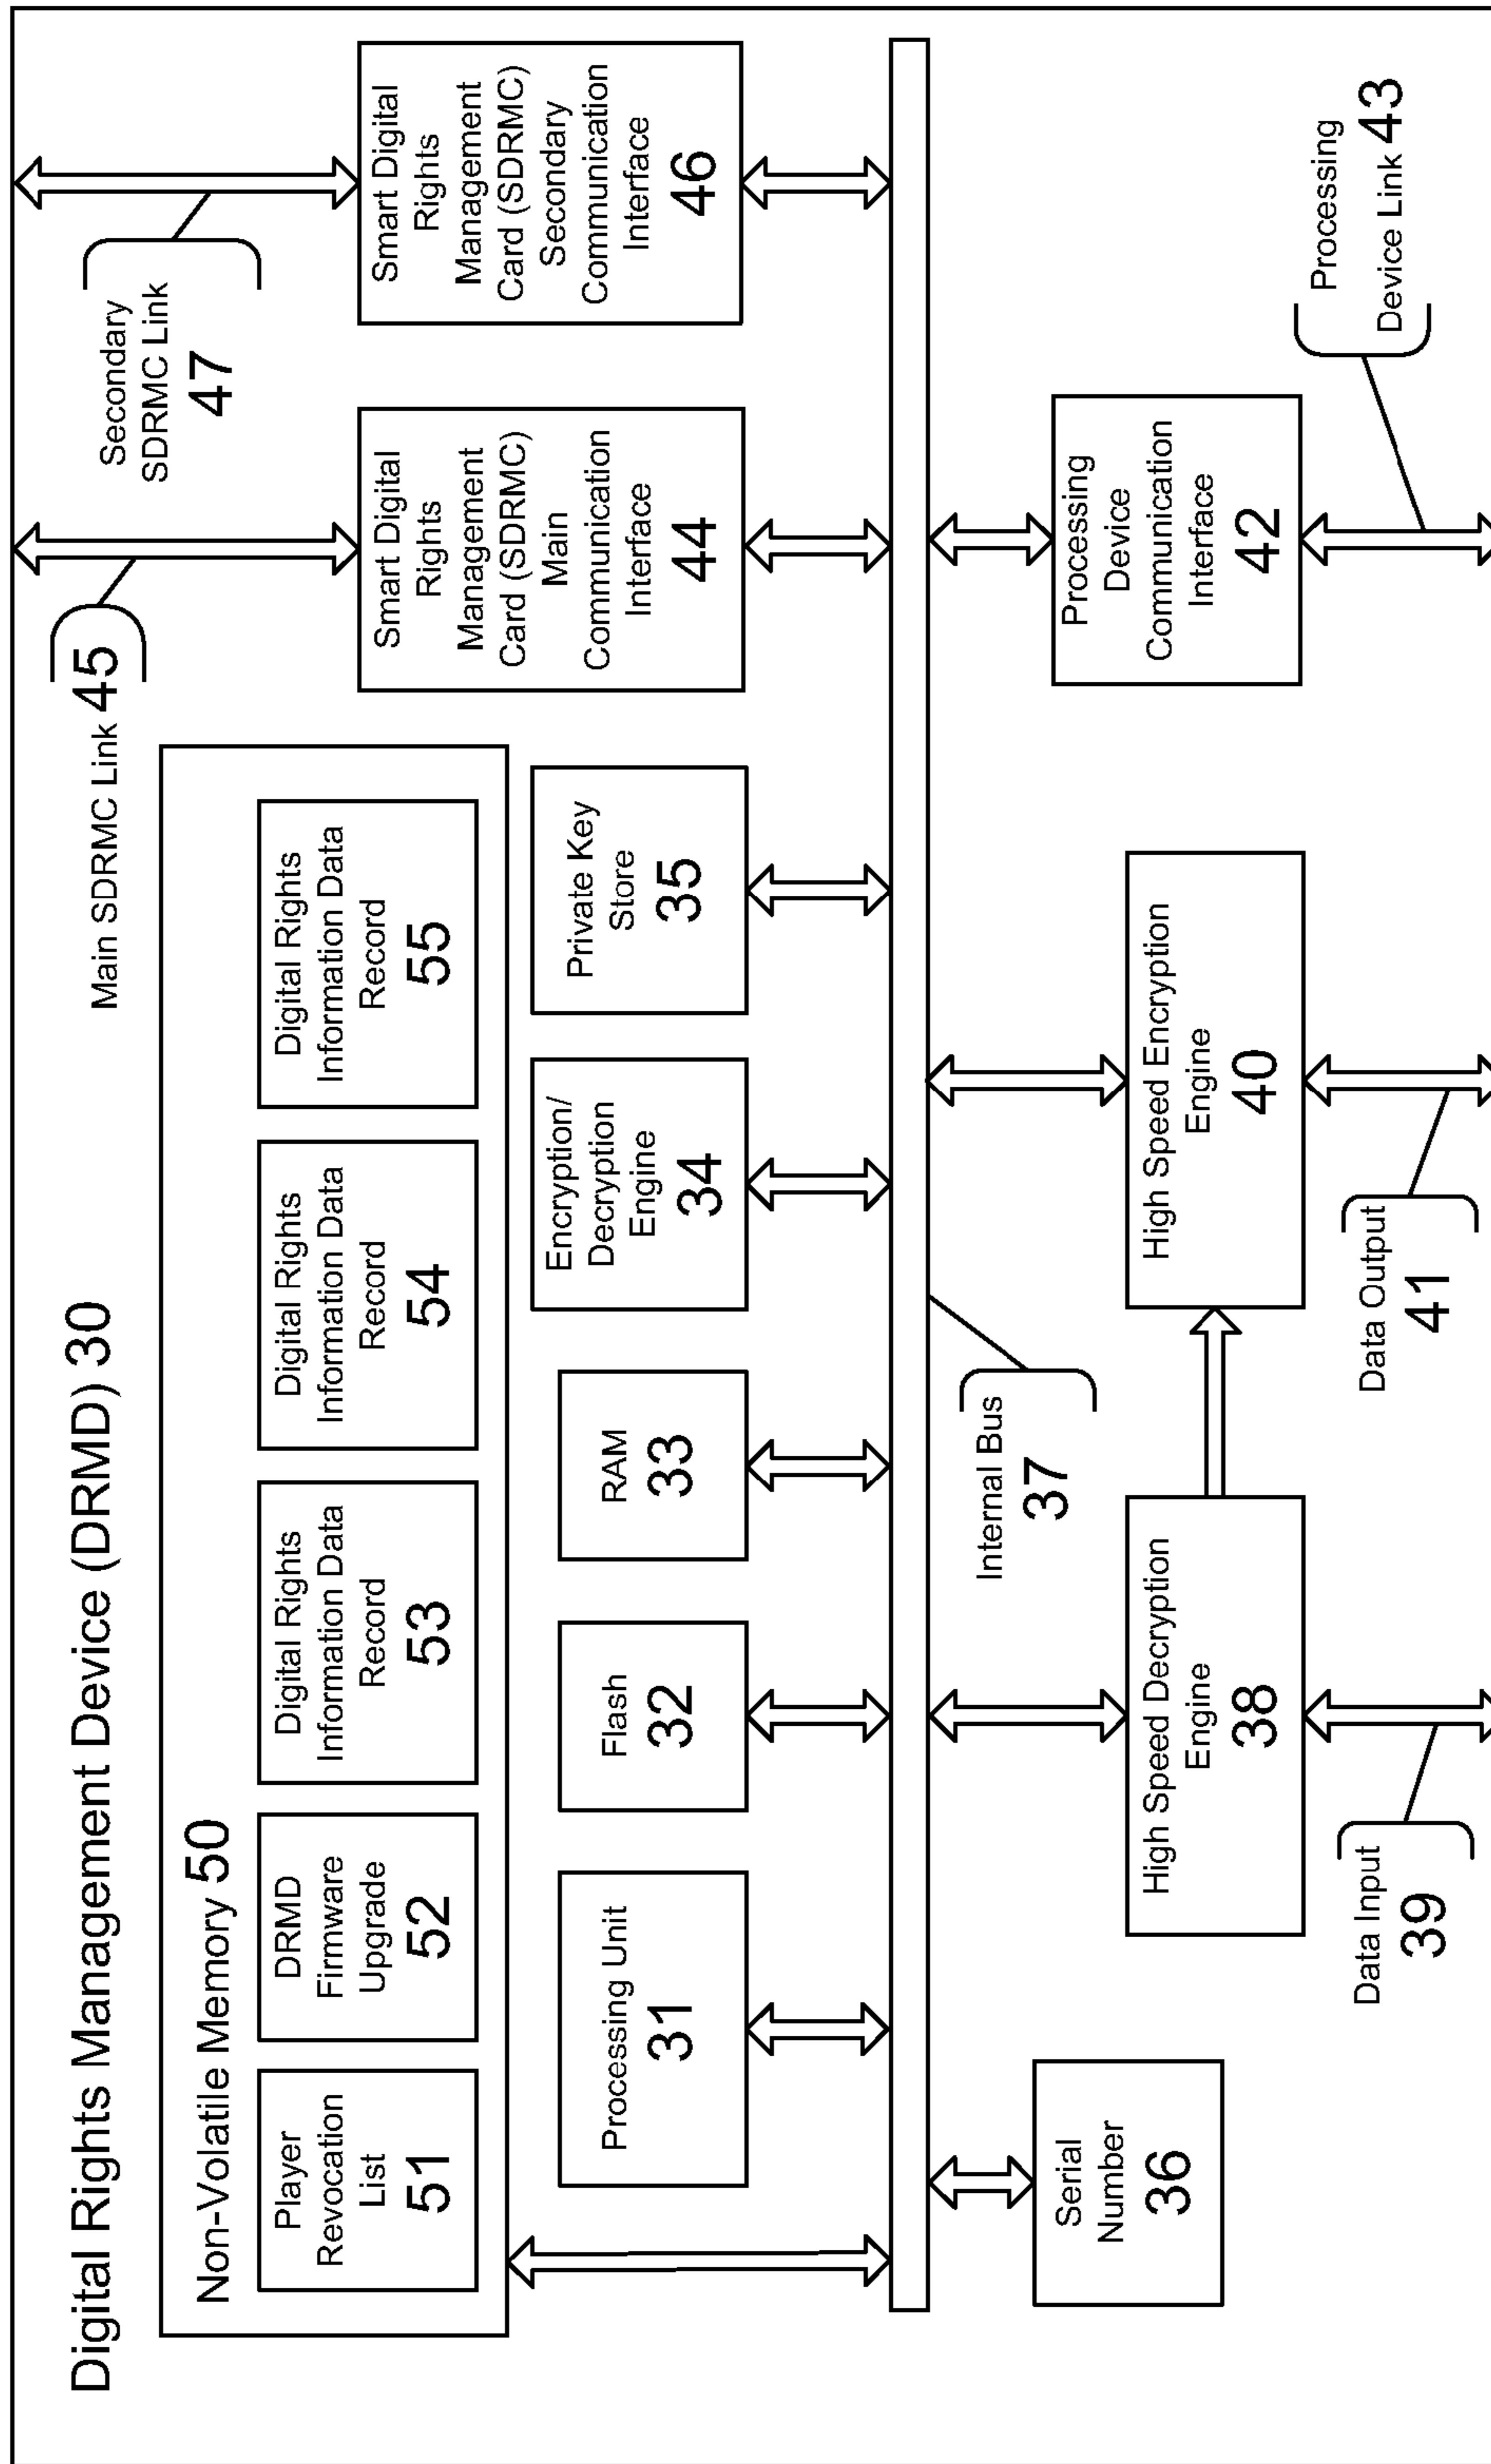 Digital Rights Management Device (DRMD) 30
Main SDRMC Link 45
Secondary
SDRMC Link
47
Non-Volatile Memory 50
Player
Revocation
List
51
DRMD
Firmware
Upgrade
52
Digital Rights
Information Data
Record
53
Digital Rights
Information Data
Record
54
Digital Rights
Information Data
Record
55
Smart Digital
Rights
Management
Card (SDRMC)
Main
Communication
Interface
44
Smart Digital
Rights
Management
Card (SDRMC)
Secondary
Communication
Interface
46
Processing Unit
31
Flash
32
RAM
33
Encryption/
Decryption
Engine
34
Private Key
Store
35
Serial
Number
36
Internal Bus
37
High Speed Decryption
Engine
38
High Speed Encryption
Engine
40
Processing
Device
Communication
Interface
42
Processing
Device Link 43
Data Input
39
Data Output
41